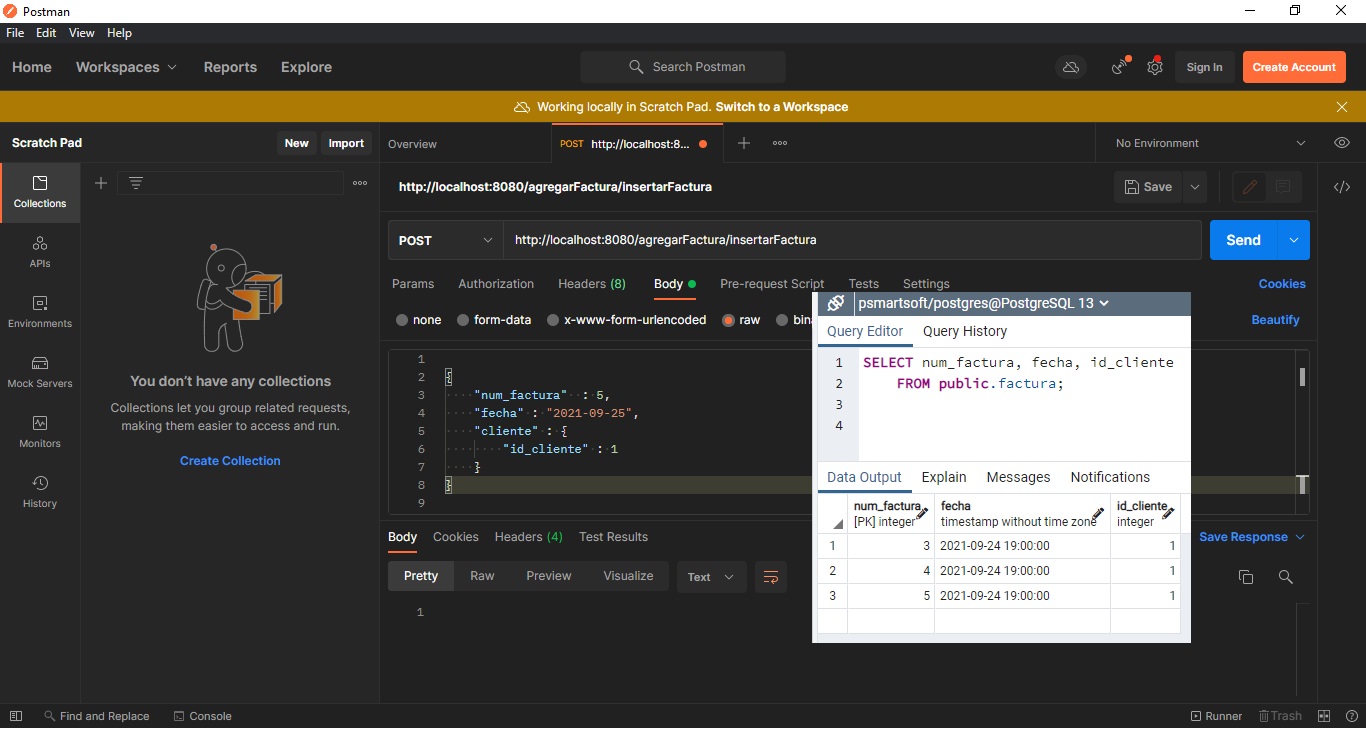 Postman
File Edit View Help
Home Workspaces Reports Explore Search Postman Sign In Create Account
Working locally in Scratch Pad. Switch to a Workspace
Scratch Pad New Import Overview POST http://localhost:8... No Environment
http://localhost:8080/agregarFactura/insertarFactura Save
Collections
APIs
Environments
Mock Servers
Monitors
History
You don't have any collections
Collections let you group related requests,
making them easier to access and run.
Create Collection
POST http://localhost:8080/agregarFactura/insertarFactura Send
Params Authorization Headers (8) Body Pre-request Script Tests Settings Cookies
none form-data x-www-form-urlencoded raw bin Beautify
1
2 {
3 "num_factura" : 5,
4 "fecha" : "2021-09-25",
5 "cliente" : {
6 "id_cliente" : 1
7 }
8 }
9
Body Cookies Headers (4) Test Results Save Response
Pretty Raw Preview Visualize Text
1
psmartsoft/postgres@PostgreSQL 13
Query Editor Query History
1 SELECT num_factura, fecha, id_cliente
2 FROM public.factura;
3
4
Data Output Explain Messages Notifications
num_factura fecha id_cliente
[PK] integer timestamp without time zone integer
1 3 2021-09-24 19:00:00 1
2 4 2021-09-24 19:00:00 1
3 5 2021-09-24 19:00:00 1
Find and Replace Console Runner Trash